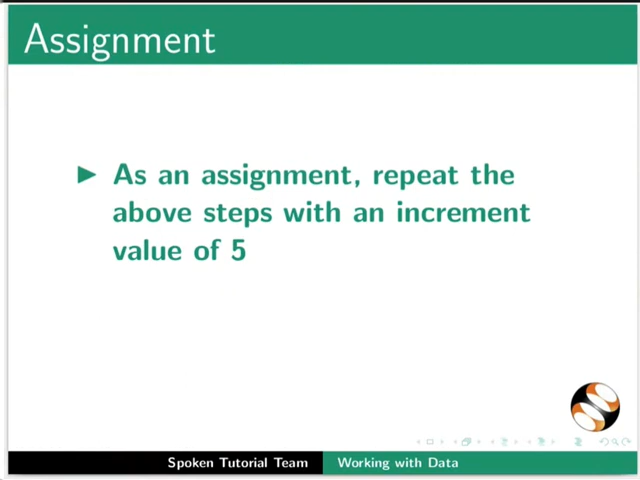 Assignment
As an assignment, repeat the
above steps with an increment
value of 5
Spoken Tutorial Team
Working with Data